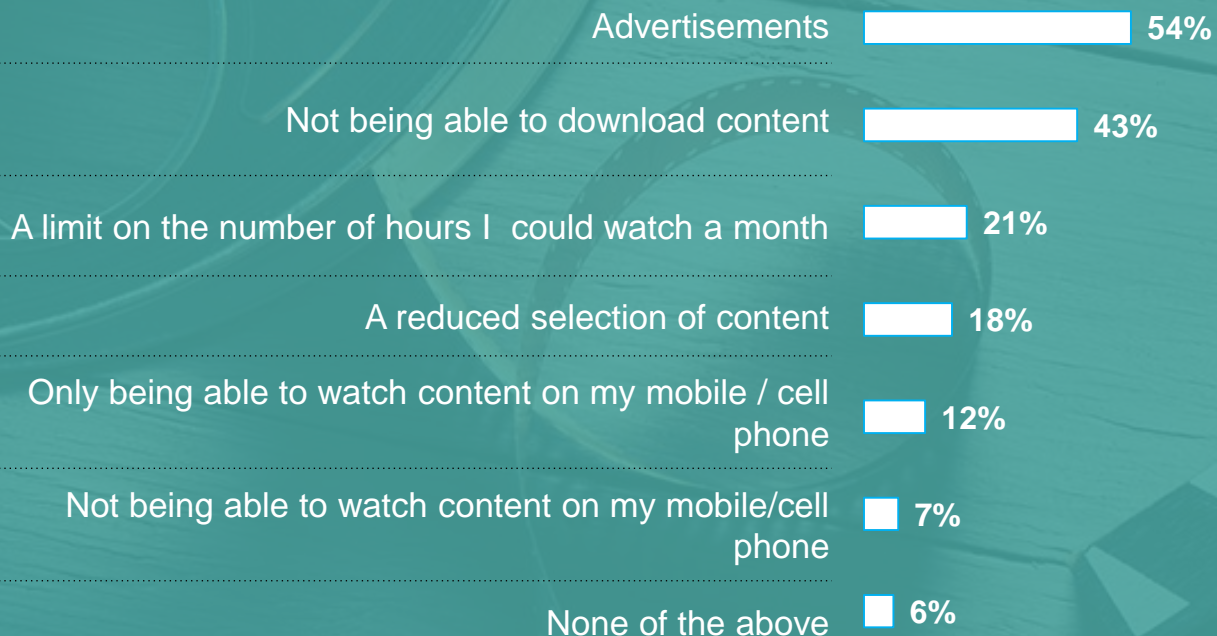 Advertisements 54%
Not being able to download content 43%
A limit on the number of hours I could watch a month 21%
A reduced selection of content 18%
Only being able to watch content on my mobile / cell
phone 12%
Not being able to watch content on my mobile/cell
phone 7%
None of the above 6%